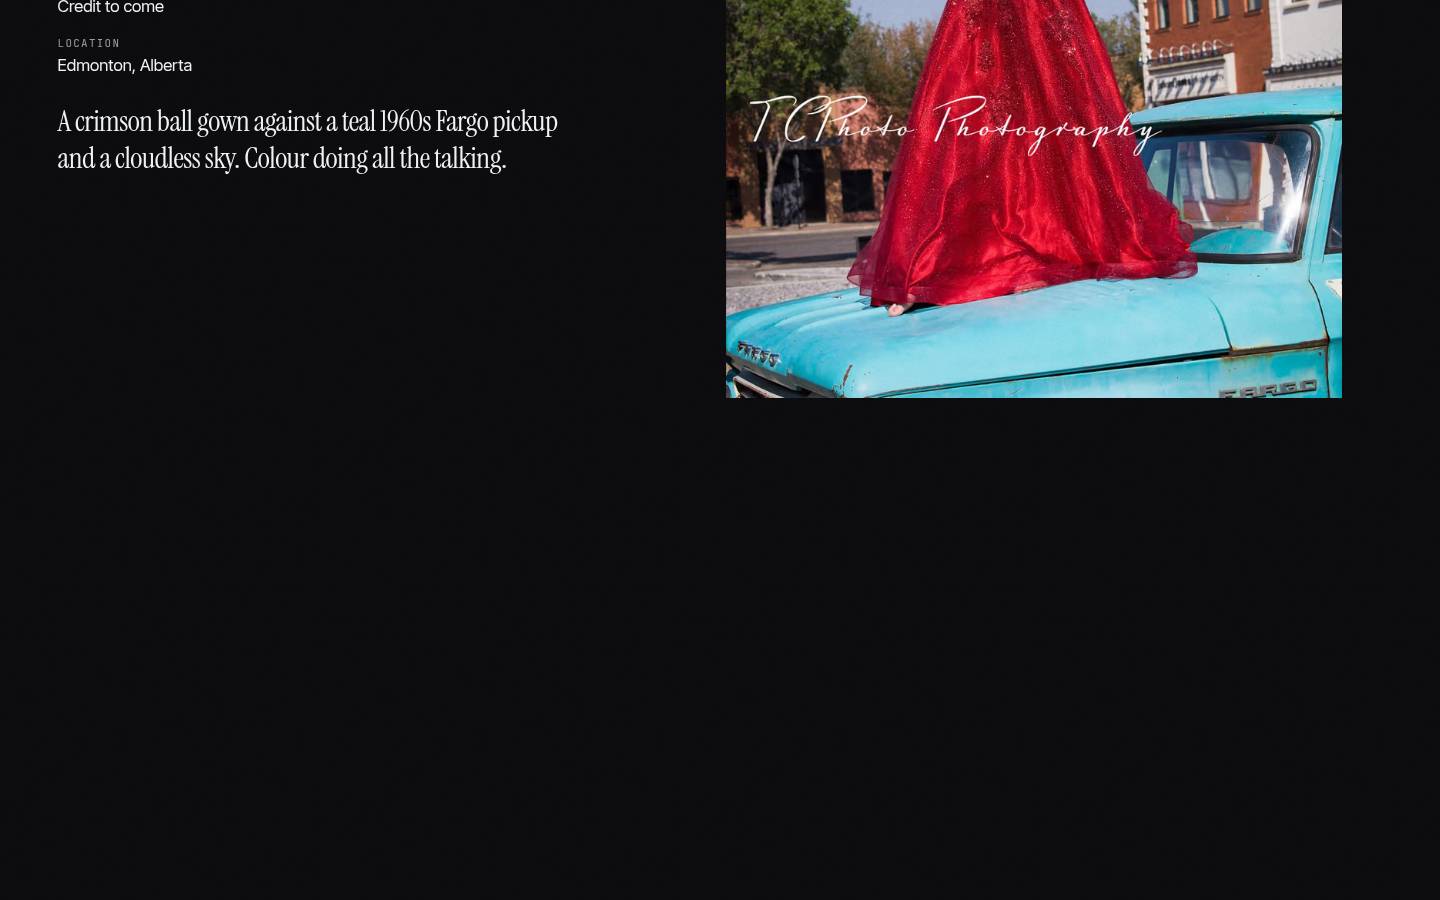 Credit to come
LOCATION
Edmonton, Alberta
A crimson ball gown against a teal 1960s Fargo pickup
and a cloudless sky. Colour doing all the talking.
TCPhoto Photography
FARGO
FARGO